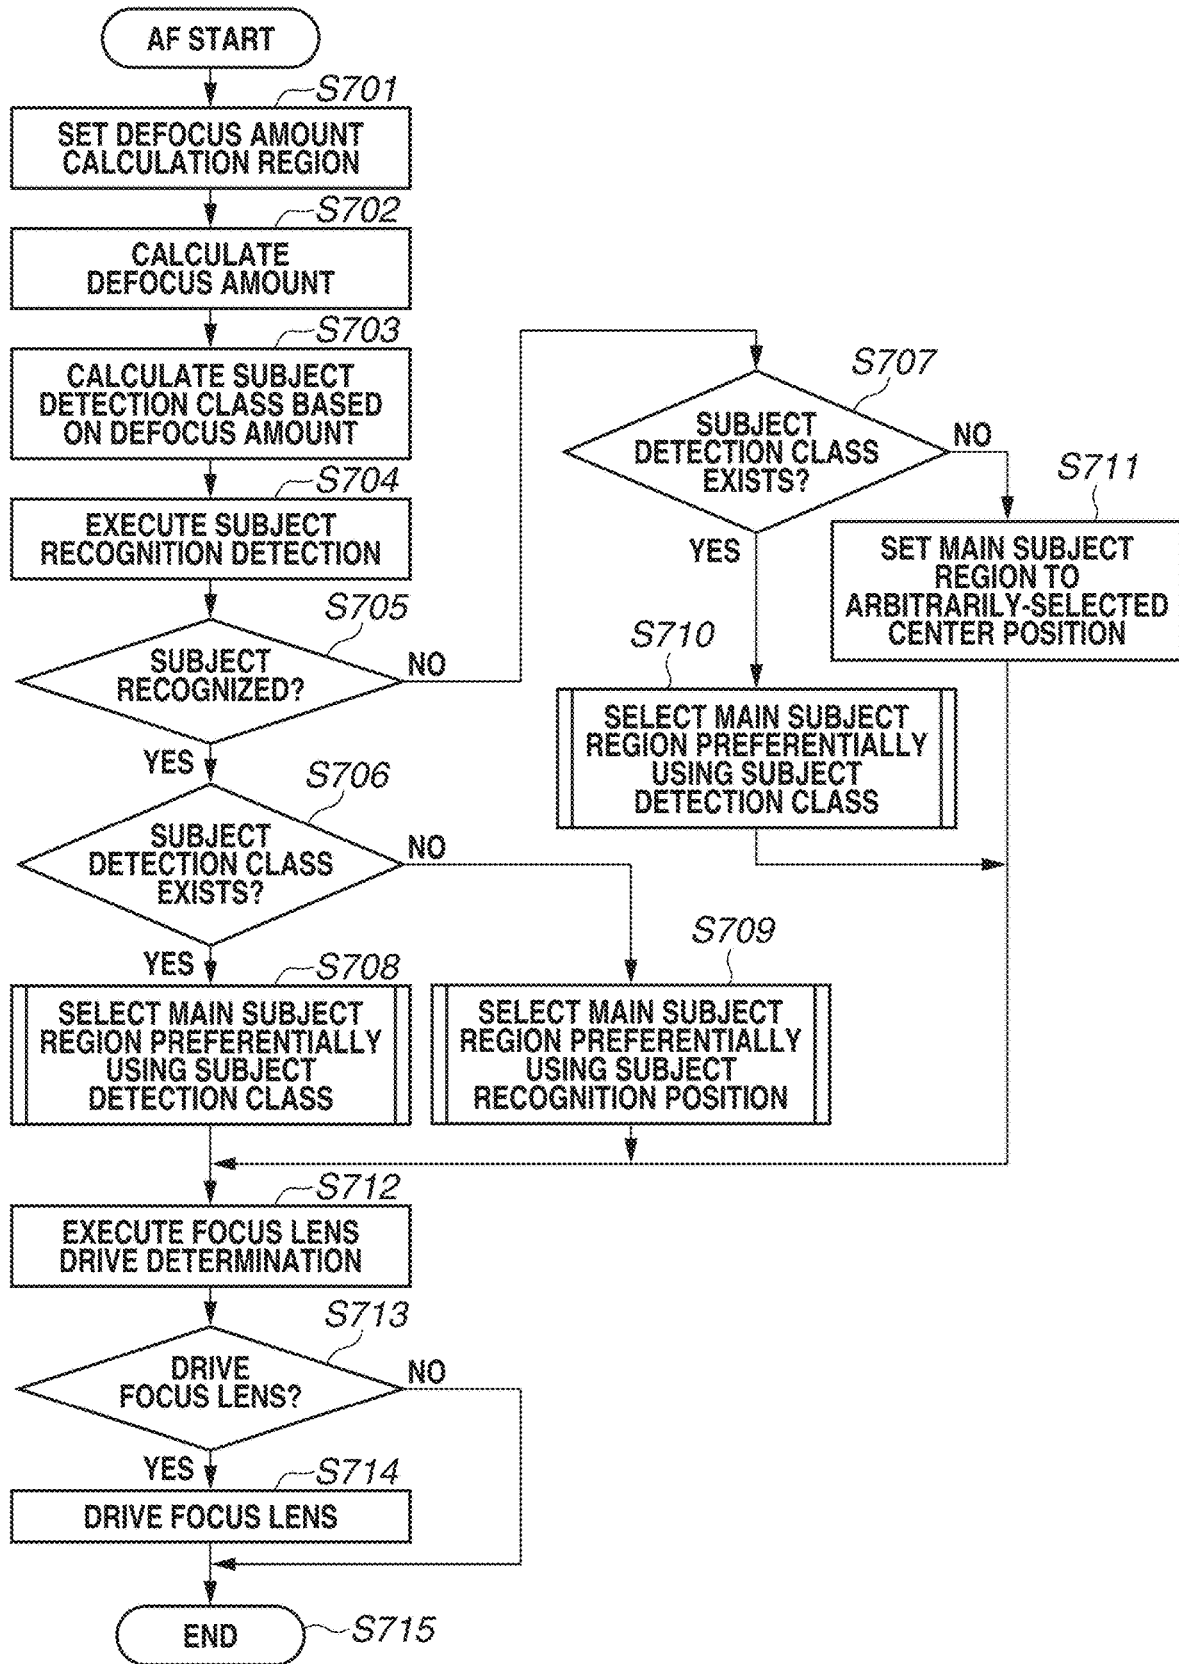 AF START
S701
SET DEFOCUS AMOUNT
CALCULATION REGION
S702
CALCULATE
DEFOCUS AMOUNT
S703
CALCULATE SUBJECT
DETECTION CLASS BASED
ON DEFOCUS AMOUNT
S704
EXECUTE SUBJECT
RECOGNITION DETECTION
S705
SUBJECT
RECOGNIZED?
NO
YES
S706
SUBJECT
DETECTION CLASS
EXISTS?
NO
YES
S707
SUBJECT
DETECTION CLASS
EXISTS?
NO
YES
S711
SET MAIN SUBJECT
REGION TO
ARBITRARILY-SELECTED
CENTER POSITION
S710
SELECT MAIN SUBJECT
REGION PREFERENTIALLY
USING SUBJECT
DETECTION CLASS
S708
SELECT MAIN SUBJECT
REGION PREFERENTIALLY
USING SUBJECT
DETECTION CLASS
S709
SELECT MAIN SUBJECT
REGION PREFERENTIALLY
USING SUBJECT
RECOGNITION POSITION
S712
EXECUTE FOCUS LENS
DRIVE DETERMINATION
S713
DRIVE
FOCUS LENS?
NO
YES
S714
DRIVE FOCUS LENS
END
S715